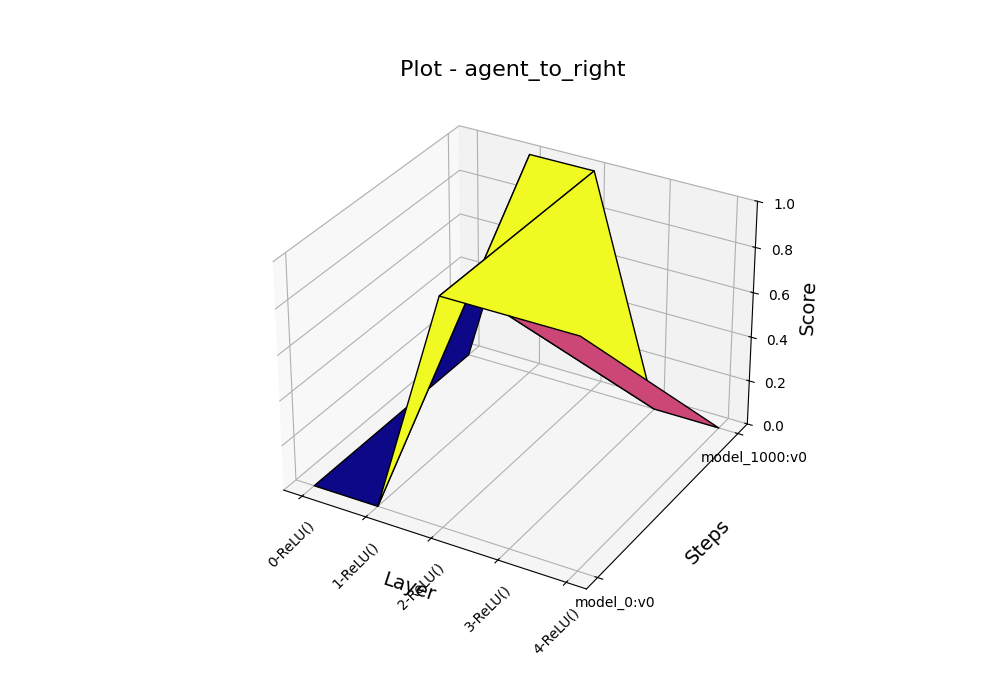 Plot - agent_to_right
1.0
0.8
0.6
0.4
0.2
0.0
Score
model_1000:v0
model_0:v0
Steps
0-ReLU()
1-ReLU()
2-ReLU()
3-ReLU()
4-ReLU()
Layer